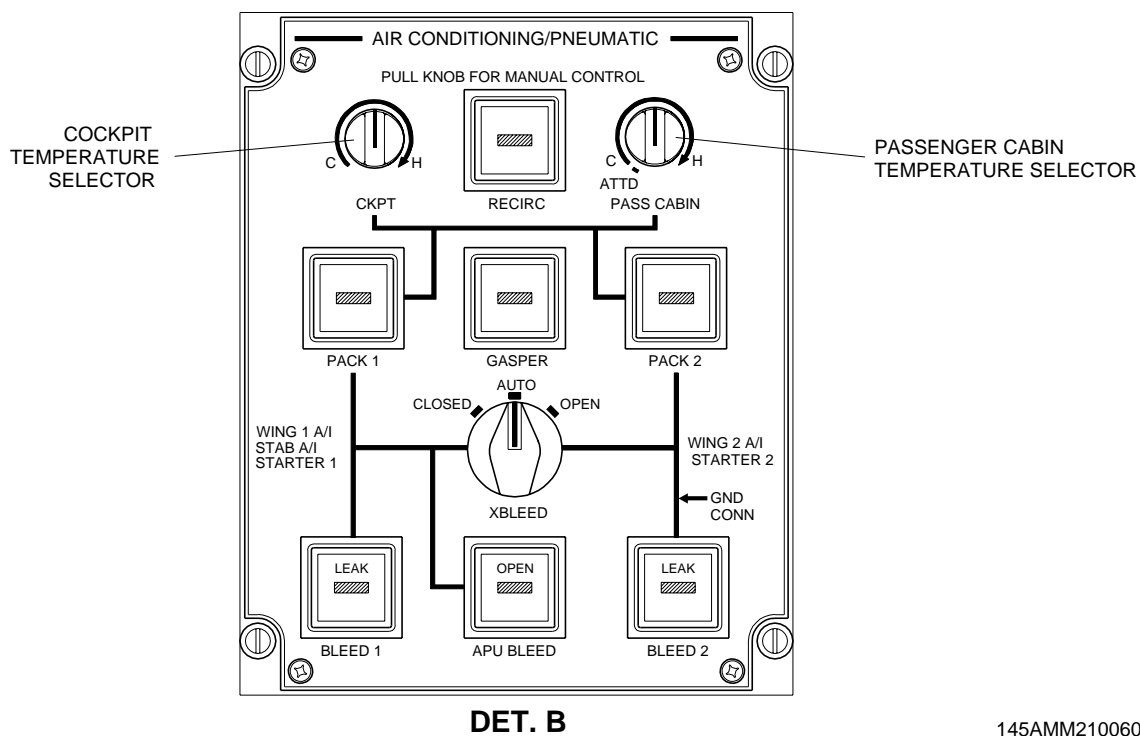 AIR CONDITIONING/PNEUMATIC
PULL KNOB FOR MANUAL CONTROL
COCKPIT
TEMPERATURE
SELECTOR
PASSENGER CABIN
TEMPERATURE SELECTOR
C H
C H
ATTD
CKPT RECIRC PASS CABIN
PACK 1 GASPER PACK 2
AUTO
CLOSED OPEN
WING 1 A/I
STAB A/I
STARTER 1
WING 2 A/I
STARTER 2
GND
CONN
XBLEED
LEAK OPEN LEAK
BLEED 1 APU BLEED BLEED 2
DET. B
145AMM210060